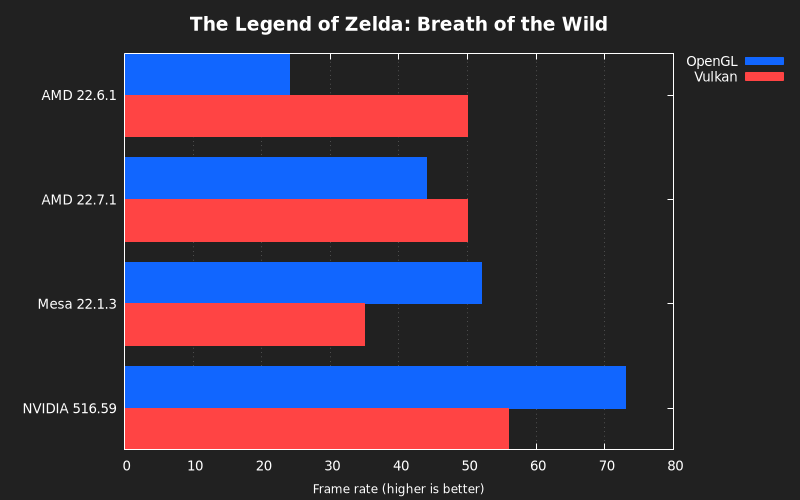 The Legend of Zelda: Breath of the Wild
OpenGL
Vulkan
AMD 22.6.1
AMD 22.7.1
Mesa 22.1.3
NVIDIA 516.59
0 10 20 30 40 50 60 70 80
Frame rate (higher is better)